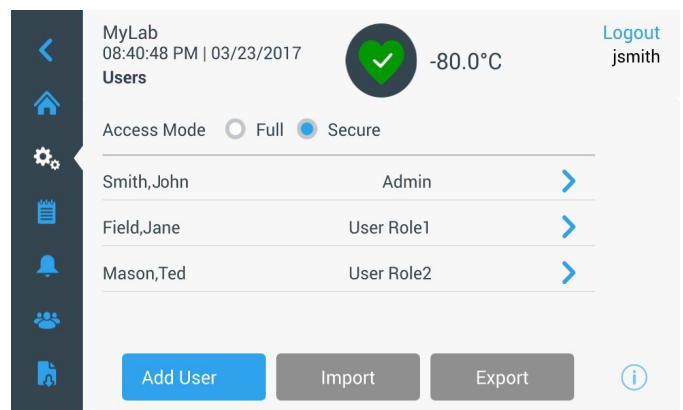 MyLab
08:40:48 PM | 03/23/2017
Users
-80.0°C
Logout
jsmith
Access Mode Full Secure
Smith,John Admin
Field,Jane User Role1
Mason,Ted User Role2
Add User Import Export
i